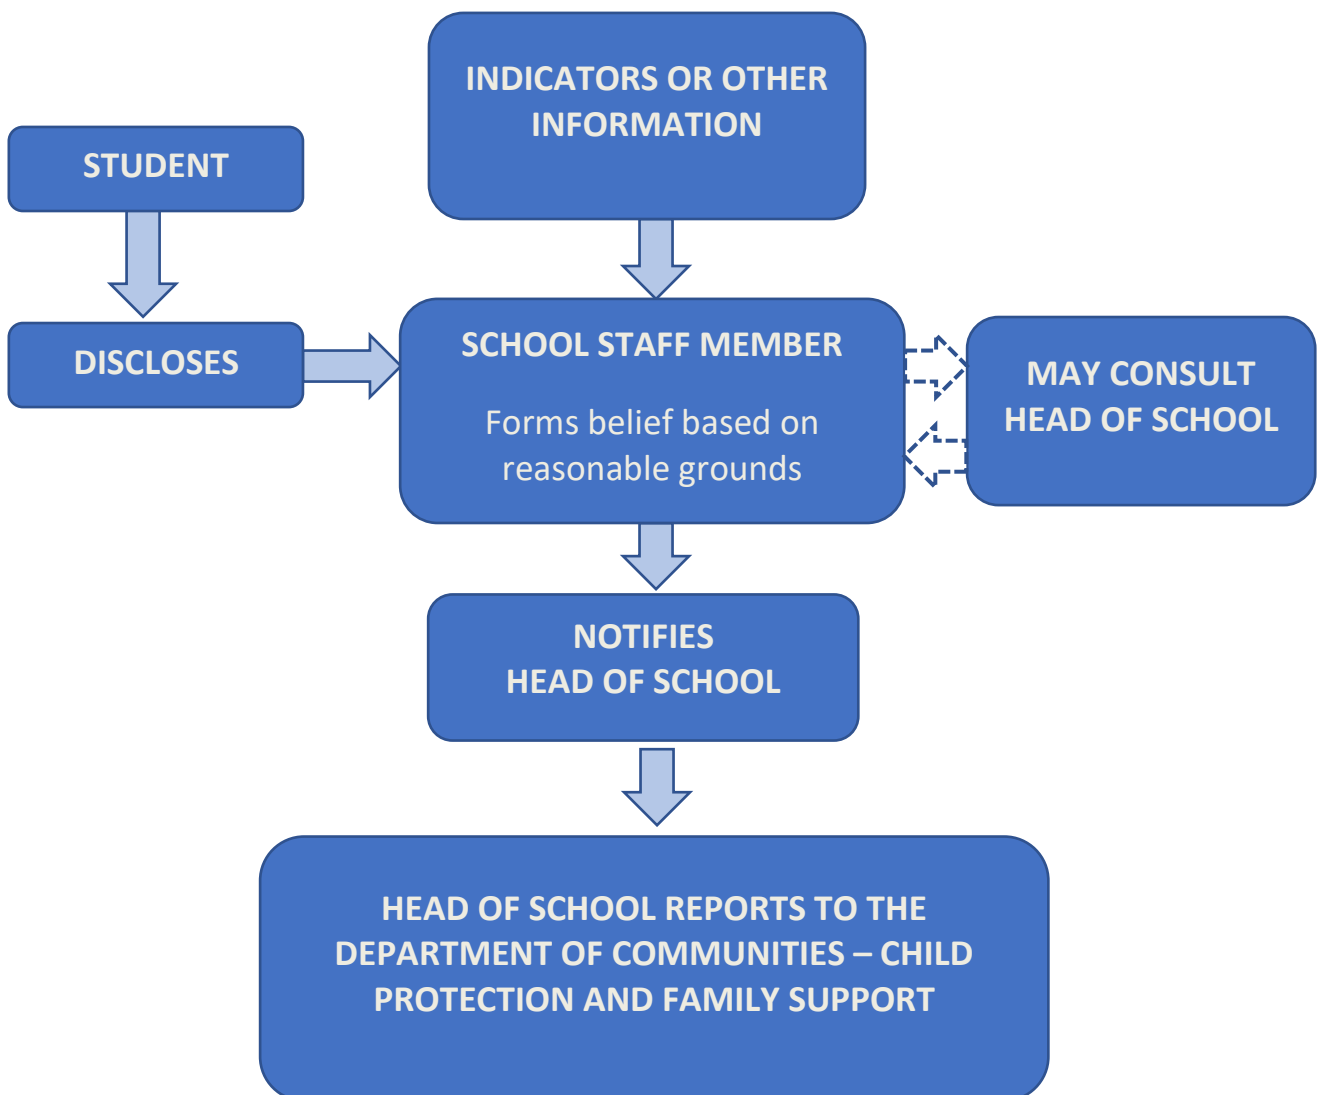 INDICATORS OR OTHER
INFORMATION
STUDENT
DISCLOSES
SCHOOL STAFF MEMBER
Forms belief based on
reasonable grounds
MAY CONSULT
HEAD OF SCHOOL
NOTIFIES
HEAD OF SCHOOL
HEAD OF SCHOOL REPORTS TO THE
DEPARTMENT OF COMMUNITIES – CHILD
PROTECTION AND FAMILY SUPPORT